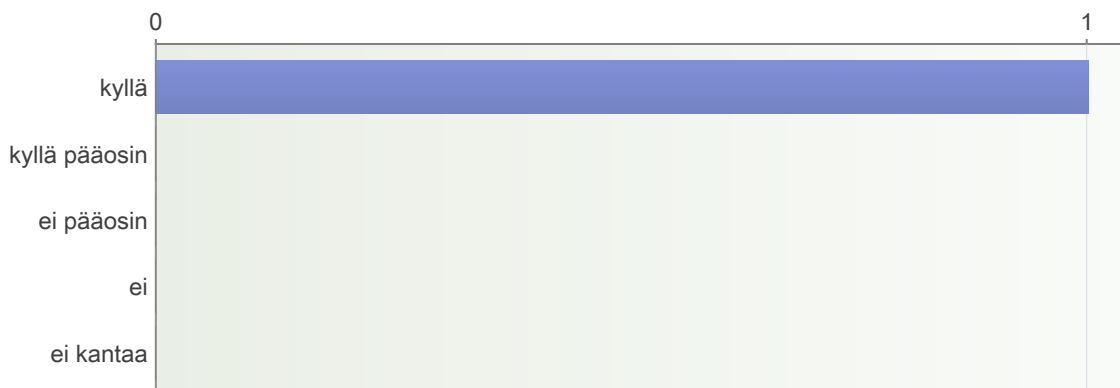 0 1
kyllä
kyllä pääosin
ei pääosin
ei
ei kantaa